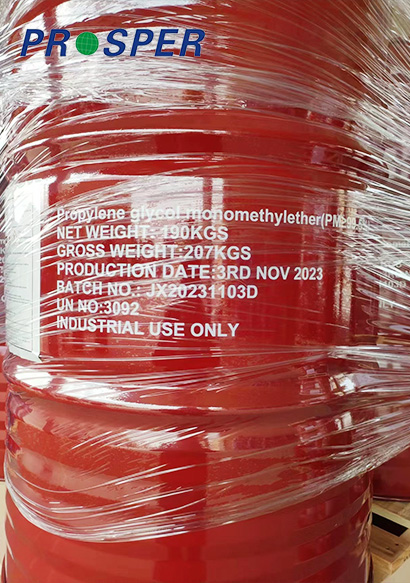 PROSPER
Propylene glycol monomethylether(PM
NET WEIGHT: 190KGS
GROSS WEIGHT:207KGS
PRODUCTION DATE:3RD NOV 2023
BATCH NO.: JX20231103D
UN NO:3092
INDUSTRIAL USE ONLY